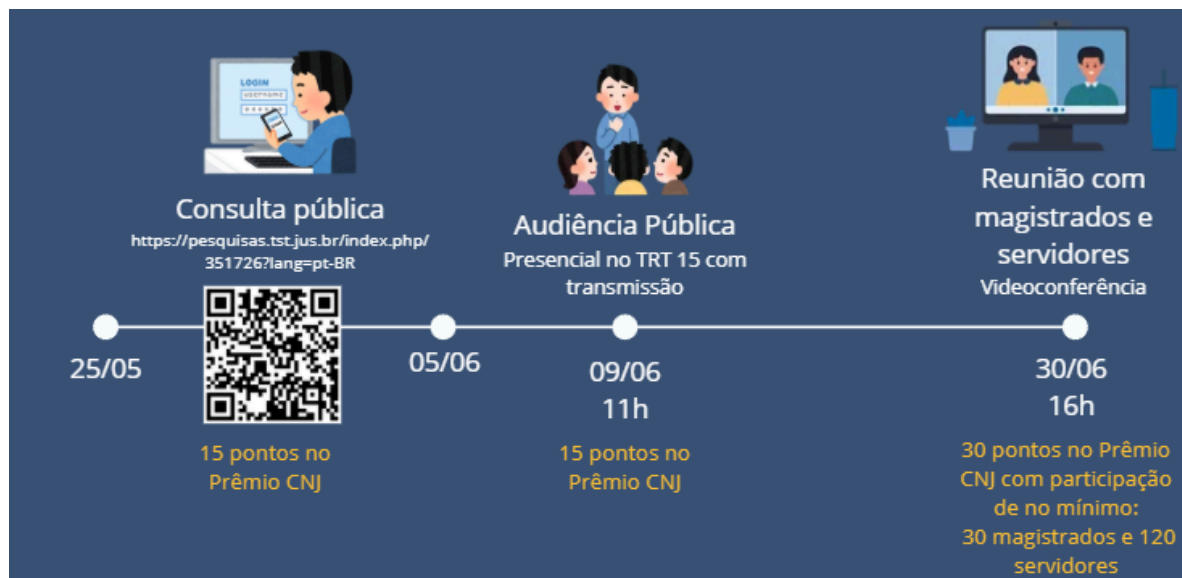 LOGIN
username
Consulta pública
https://pesquisas.tst.jus.br/index.php/
351726?lang=pt-BR
25/05
05/06
15 pontos no
Prêmio CNJ
Audiência Pública
Presencial no TRT 15 com
transmissão
09/06
11h
15 pontos no
Prêmio CNJ
Reunião com
magistrados e
servidores
Videoconferência
30/06
16h
30 pontos no Prêmio
CNJ com participação
de no mínimo:
30 magistrados e 120
servidores